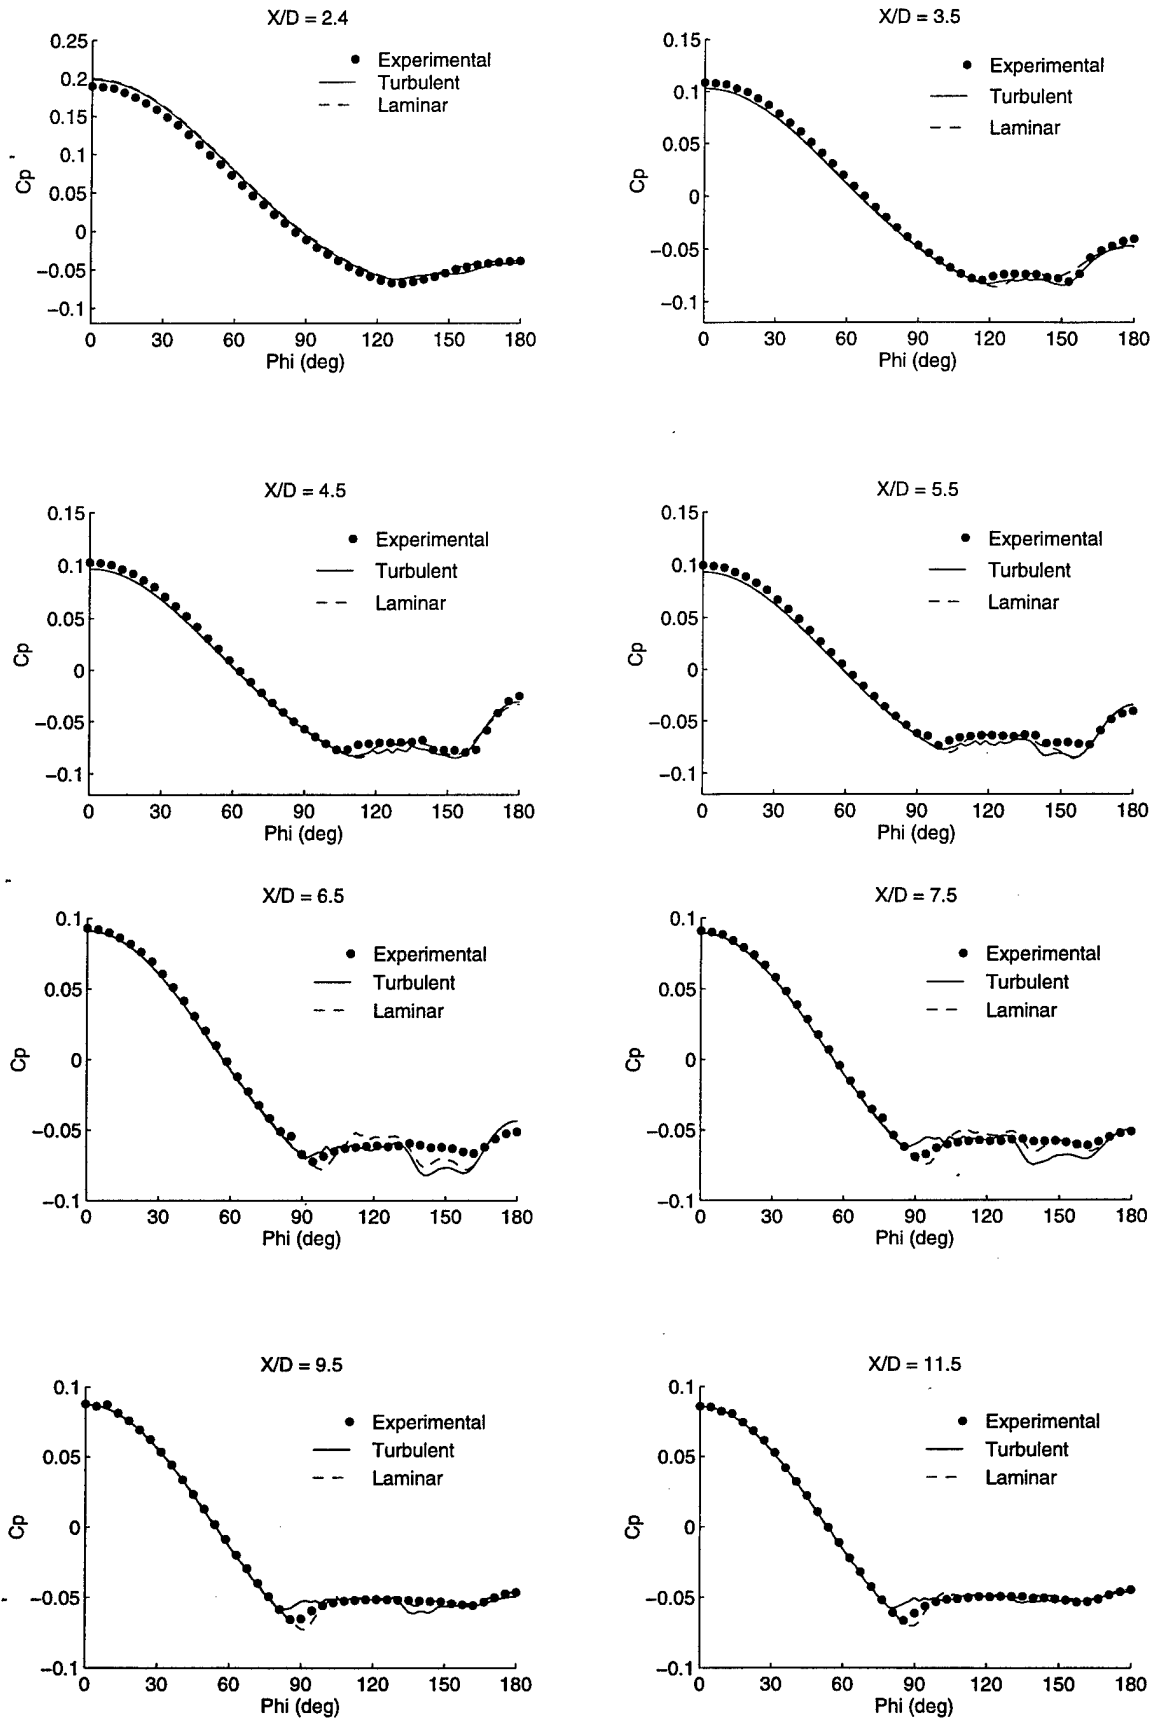 X/D = 2.4
0.25
0.2
0.15
0.1
0.05
0
−0.05
−0.1
Cp
Experimental
Turbulent
Laminar
0 30 60 90 120 150 180
Phi (deg)
X/D = 3.5
0.15
0.1
0.05
0
−0.05
−0.1
Cp
Experimental
Turbulent
Laminar
0 30 60 90 120 150 180
Phi (deg)
X/D = 4.5
0.15
0.1
0.05
0
−0.05
−0.1
Cp
Experimental
Turbulent
Laminar
0 30 60 90 120 150 180
Phi (deg)
X/D = 5.5
0.15
0.1
0.05
0
−0.05
−0.1
Cp
Experimental
Turbulent
Laminar
0 30 60 90 120 150 180
Phi (deg)
X/D = 6.5
0.1
0.05
0
−0.05
−0.1
Cp
Experimental
Turbulent
Laminar
0 30 60 90 120 150 180
Phi (deg)
X/D = 7.5
0.1
0.05
0
−0.05
−0.1
Cp
Experimental
Turbulent
Laminar
0 30 60 90 120 150 180
Phi (deg)
X/D = 9.5
0.1
0.05
0
−0.05
−0.1
Cp
Experimental
Turbulent
Laminar
0 30 60 90 120 150 180
Phi (deg)
X/D = 11.5
0.1
0.05
0
−0.05
−0.1
Cp
Experimental
Turbulent
Laminar
0 30 60 90 120 150 180
Phi (deg)